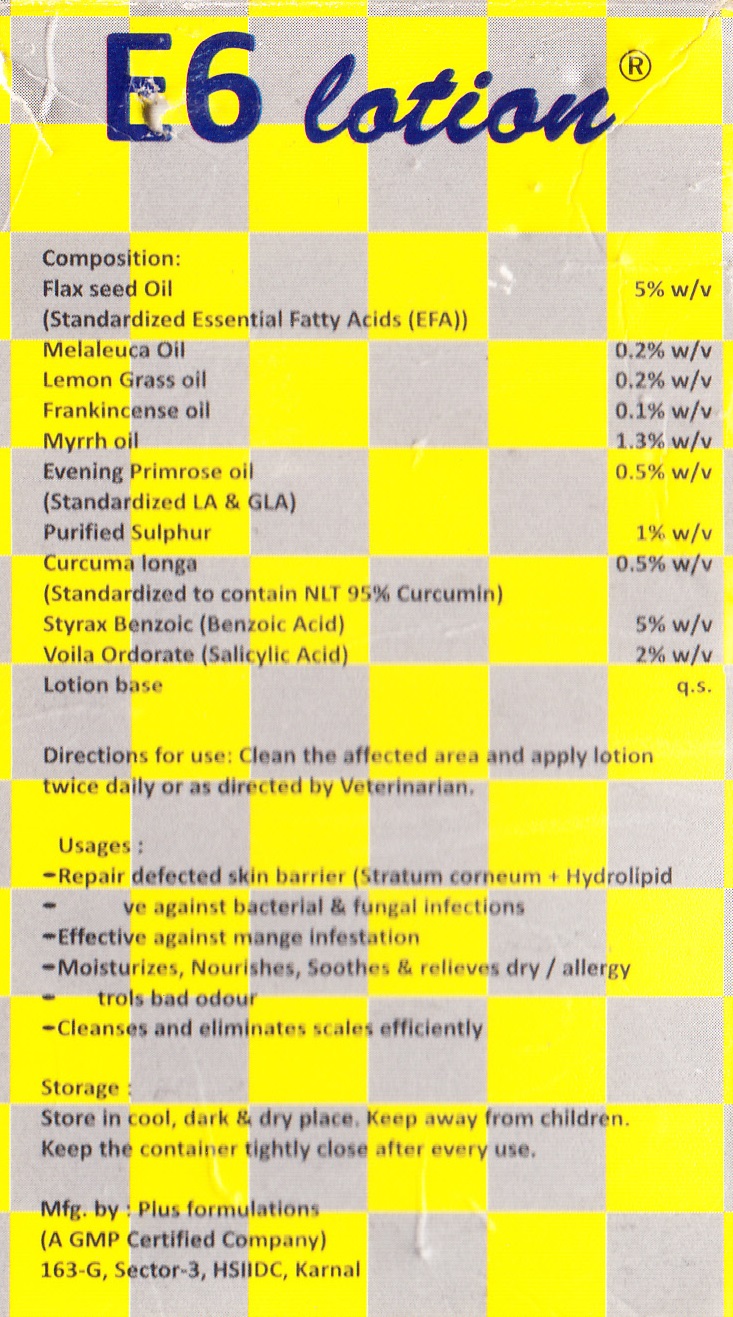 E6 lotion®
Composition:
Flax seed Oil 5% w/v
(Standardized Essential Fatty Acids (EFA))
Melaleuca Oil 0.2% w/v
Lemon Grass oil 0.2% w/v
Frankincense oil 0.1% w/v
Myrrh oil 1.3% w/v
Evening Primrose oil 0.5% w/v
(Standardized LA & GLA)
Purified Sulphur 1% w/v
Curcuma longa 0.5% w/v
(Standardized to contain NLT 95% Curcumin)
Styrax Benzoic (Benzoic Acid) 5% w/v
Voila Ordorate (Salicylic Acid) 2% w/v
Lotion base q.s.
Directions for use: Clean the affected area and apply lotion
twice daily or as directed by Veterinarian.
Usages :
-Repair defected skin barrier (Stratum corneum + Hydrolipid
- ve against bacterial & fungal infections
-Effective against mange infestation
-Moisturizes, Nourishes, Soothes & relieves dry / allergy
- trols bad odour
-Cleanses and eliminates scales efficiently
Storage :
Store in cool, dark & dry place. Keep away from children.
Keep the container tightly close after every use.
Mfg. by : Plus formulations
(A GMP Certified Company)
163-G, Sector-3, HSIIDC, Karnal